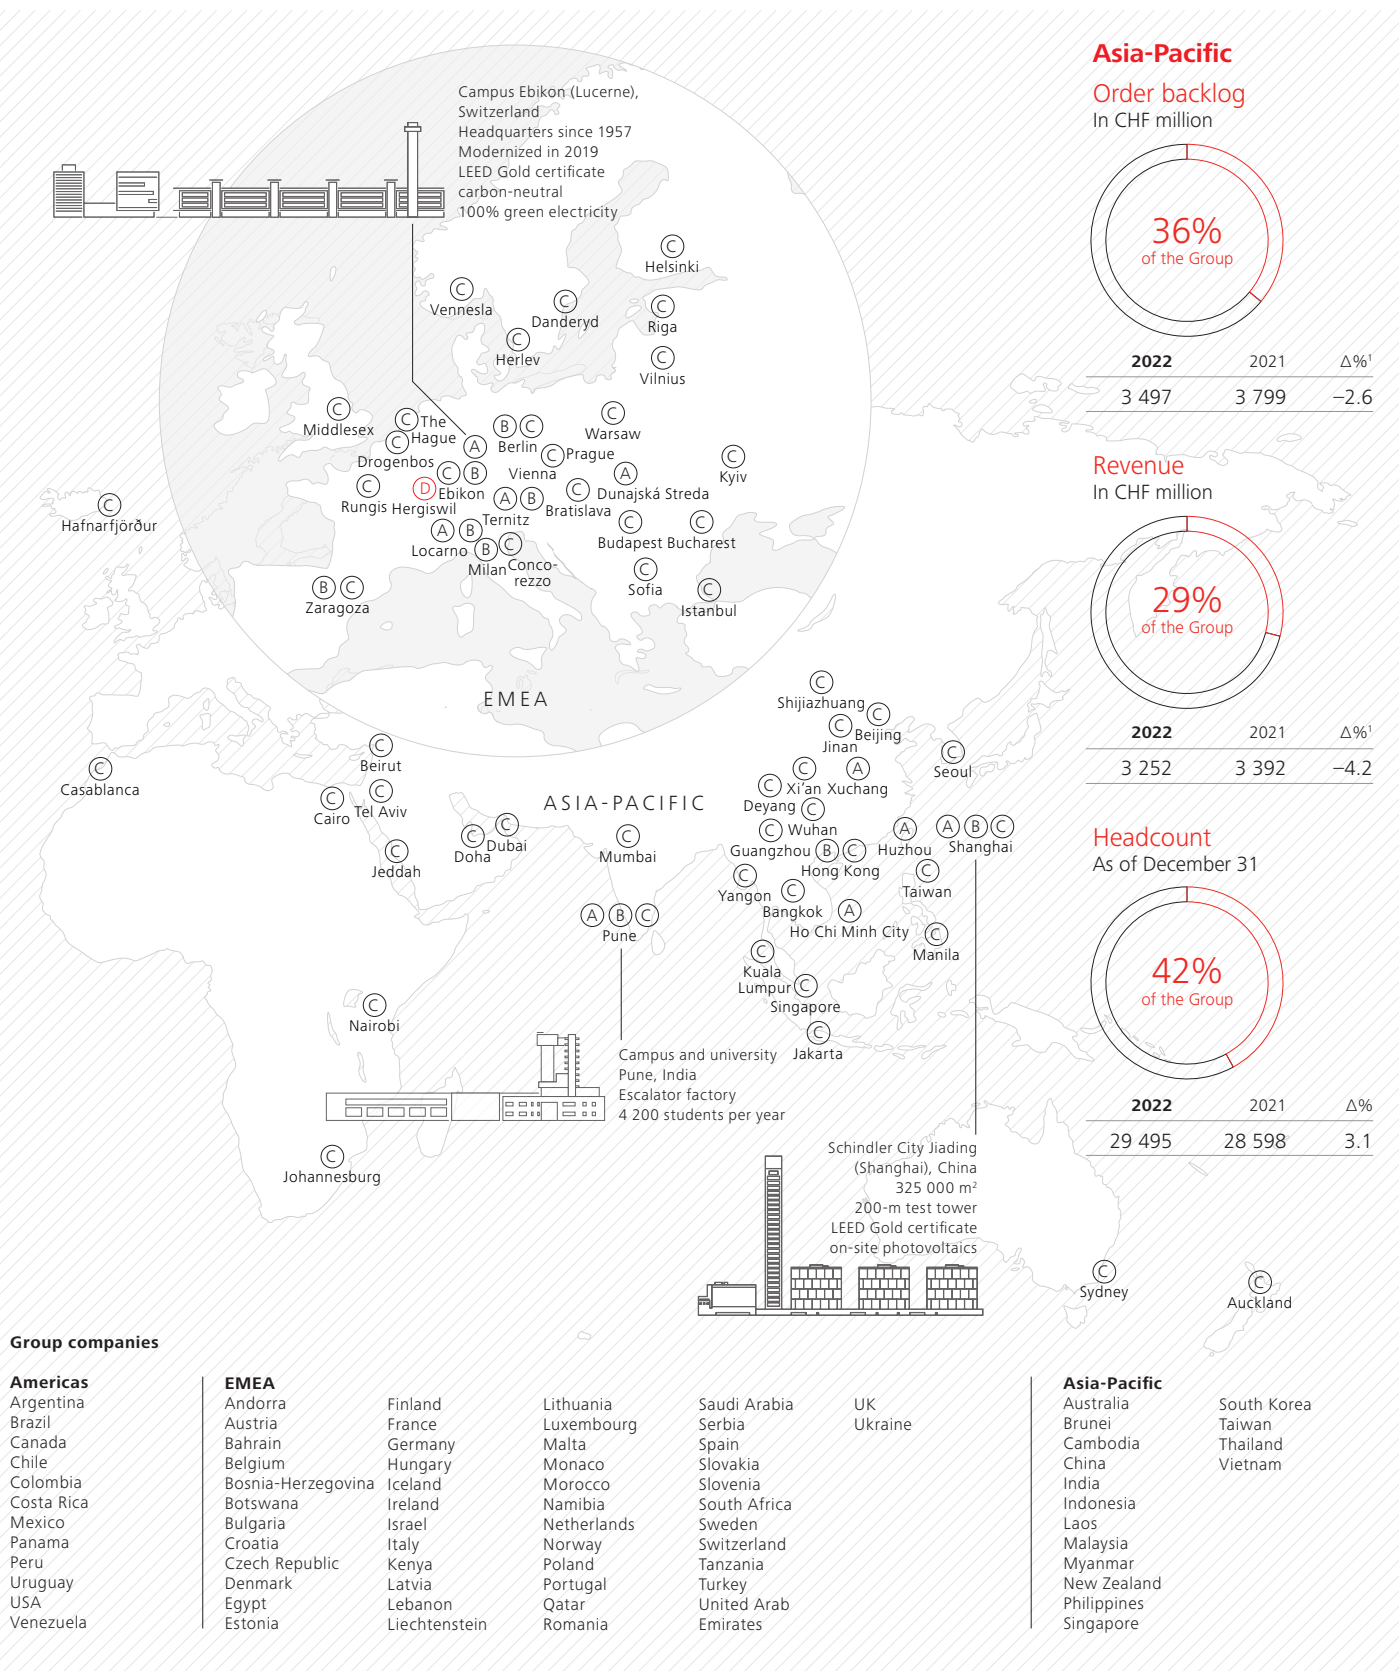 Campus Ebikon (Lucerne),
Switzerland
Headquarters since 1957
Modernized in 2019
LEED Gold certificate
carbon-neutral
100% green electricity
C
Helsinki
C
Vennesla
C
Danderyd
C
Riga
C
Herlev
C
Vilnius
C
Middlesex
C The
Hague
C
Drogenbos
A
B C
Berlin
C
Warsaw
C Prague
Vienna
C
Kyiv
C B
Ebikon
D
Hergiswil
C
Rungis
A
Dunajská Streda
A B
Ternitz
C
Bratislava
C
Hafnarfjörður
A B
Locarno
B
Milan
C
Conco-
rezzo
C
Budapest
C
Bucharest
C
Sofia
C
Istanbul
B C
Zaragoza
EMEA
C
Casablanca
C
Beirut
C
Cairo
C
Tel Aviv
C
Jeddah
C
Doha
C
Dubai
C
Nairobi
C
Johannesburg
ASIA-PACIFIC
C
Mumbai
A B C
Pune
C
Shijiazhuang
C
Beijing
C
Jinan
C
Seoul
C
Xi’an
A
Xuchang
C
Deyang
C
Wuhan
C
Guangzhou
B C
Hong Kong
A
Huzhou
A B C
Shanghai
C
Taiwan
C
Yangon
C
Bangkok
A
Ho Chi Minh City
C
Manila
C
Kuala
Lumpur
C
Singapore
C
Jakarta
C
Sydney
C
Auckland
Campus and university
Pune, India
Escalator factory
4 200 students per year
Schindler City Jiading
(Shanghai), China
325 000 m²
200-m test tower
LEED Gold certificate
on-site photovoltaics
Asia-Pacific
Order backlog
In CHF million
36%
of the Group
2022 2021 Δ%¹
3 497 3 799 –2.6
Revenue
In CHF million
29%
of the Group
2022 2021 Δ%¹
3 252 3 392 –4.2
Headcount
As of December 31
42%
of the Group
2022 2021 Δ%
29 495 28 598 3.1
Group companies
Americas
Argentina
Brazil
Canada
Chile
Colombia
Costa Rica
Mexico
Panama
Peru
Uruguay
USA
Venezuela
EMEA
Andorra
Austria
Bahrain
Belgium
Bosnia-Herzegovina
Botswana
Bulgaria
Croatia
Czech Republic
Denmark
Egypt
Estonia
Finland
France
Germany
Hungary
Iceland
Ireland
Israel
Italy
Kenya
Latvia
Lebanon
Liechtenstein
Lithuania
Luxembourg
Malta
Monaco
Morocco
Namibia
Netherlands
Norway
Poland
Portugal
Qatar
Romania
Saudi Arabia
Serbia
Spain
Slovakia
Slovenia
South Africa
Sweden
Switzerland
Tanzania
Turkey
United Arab
Emirates
UK
Ukraine
Asia-Pacific
Australia
Brunei
Cambodia
China
India
Indonesia
Laos
Malaysia
Myanmar
New Zealand
Philippines
Singapore
South Korea
Taiwan
Thailand
Vietnam